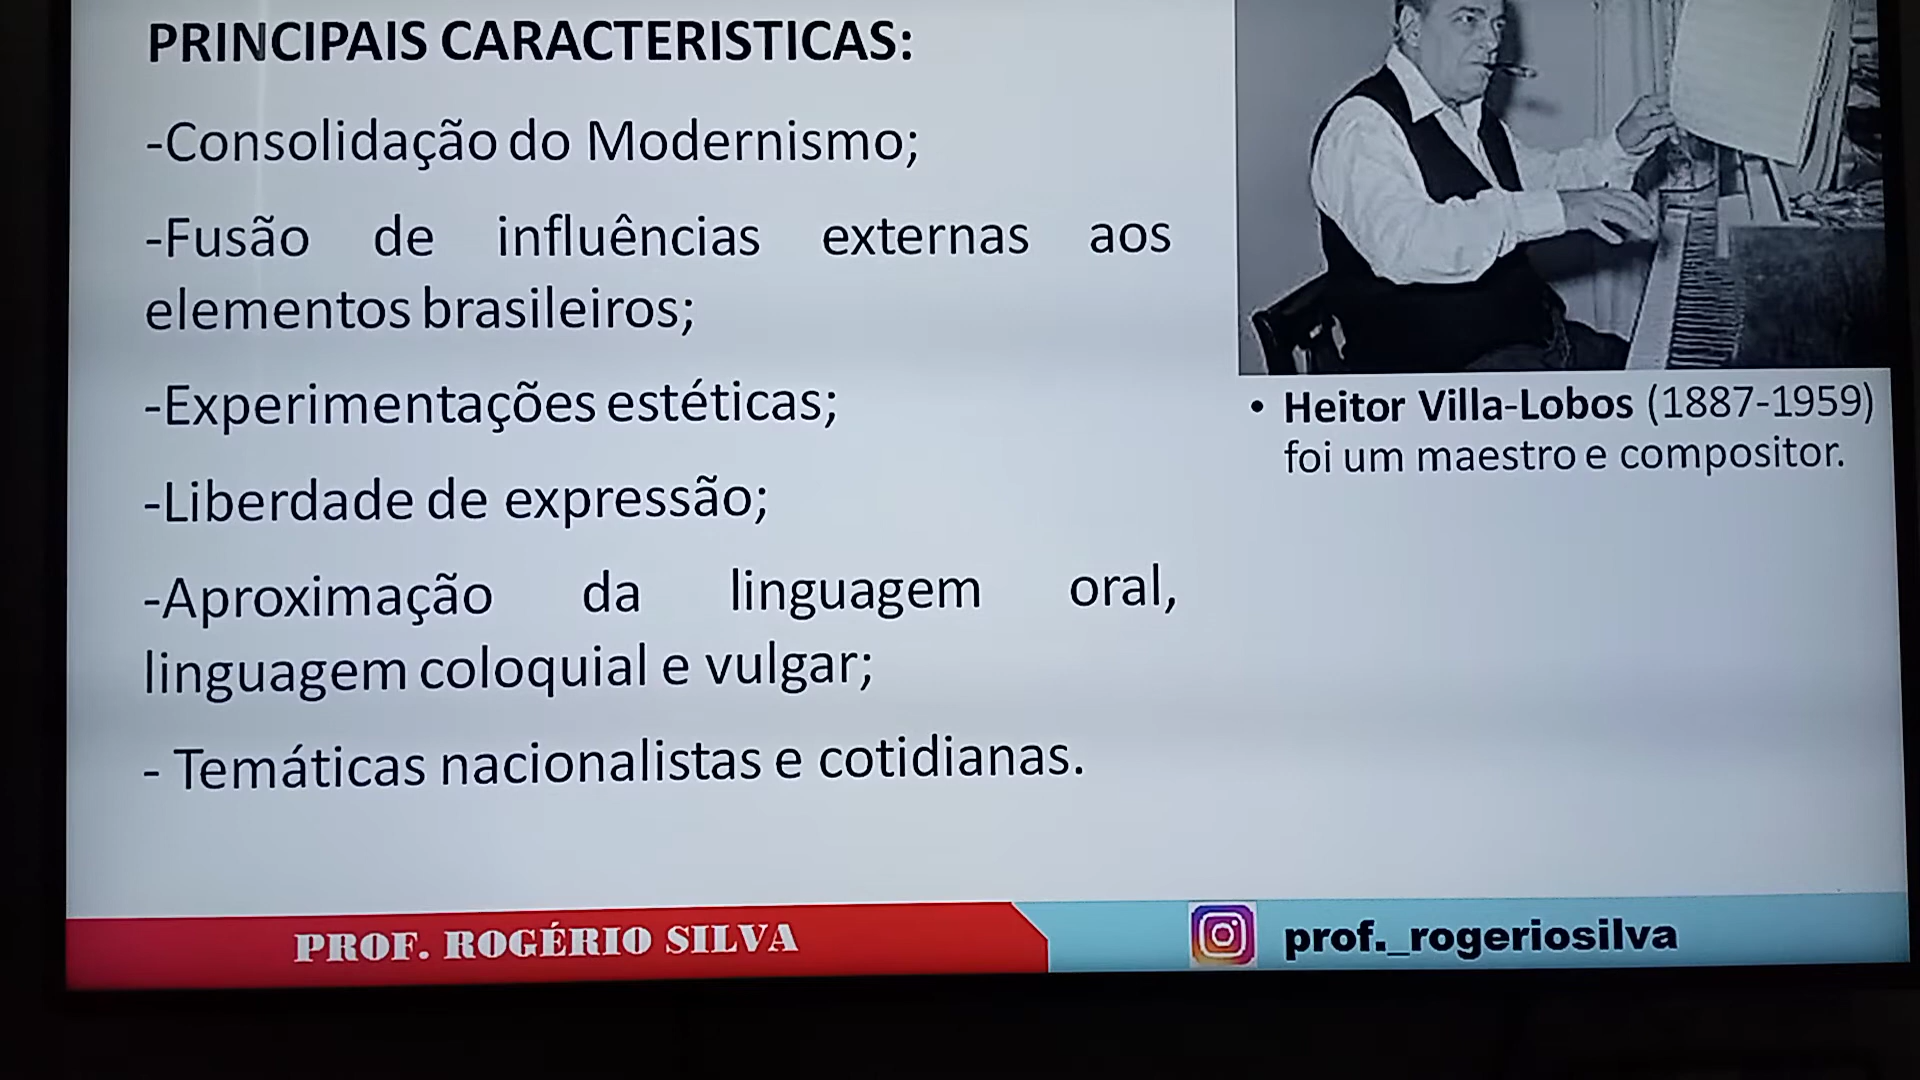 PRINCIPAIS CARACTERISTICAS:
-Consolidação do Modernismo;
-Fusão de influências externas aos
elementos brasileiros;
-Experimentações estéticas;
-Liberdade de expressão;
-Aproximação da linguagem oral,
linguagem coloquial e vulgar;
- Temáticas nacionalistas e cotidianas.
• Heitor Villa-Lobos (1887-1959)
foi um maestro e compositor.
PROF. ROGÉRIO SILVA
prof._rogeriosilva